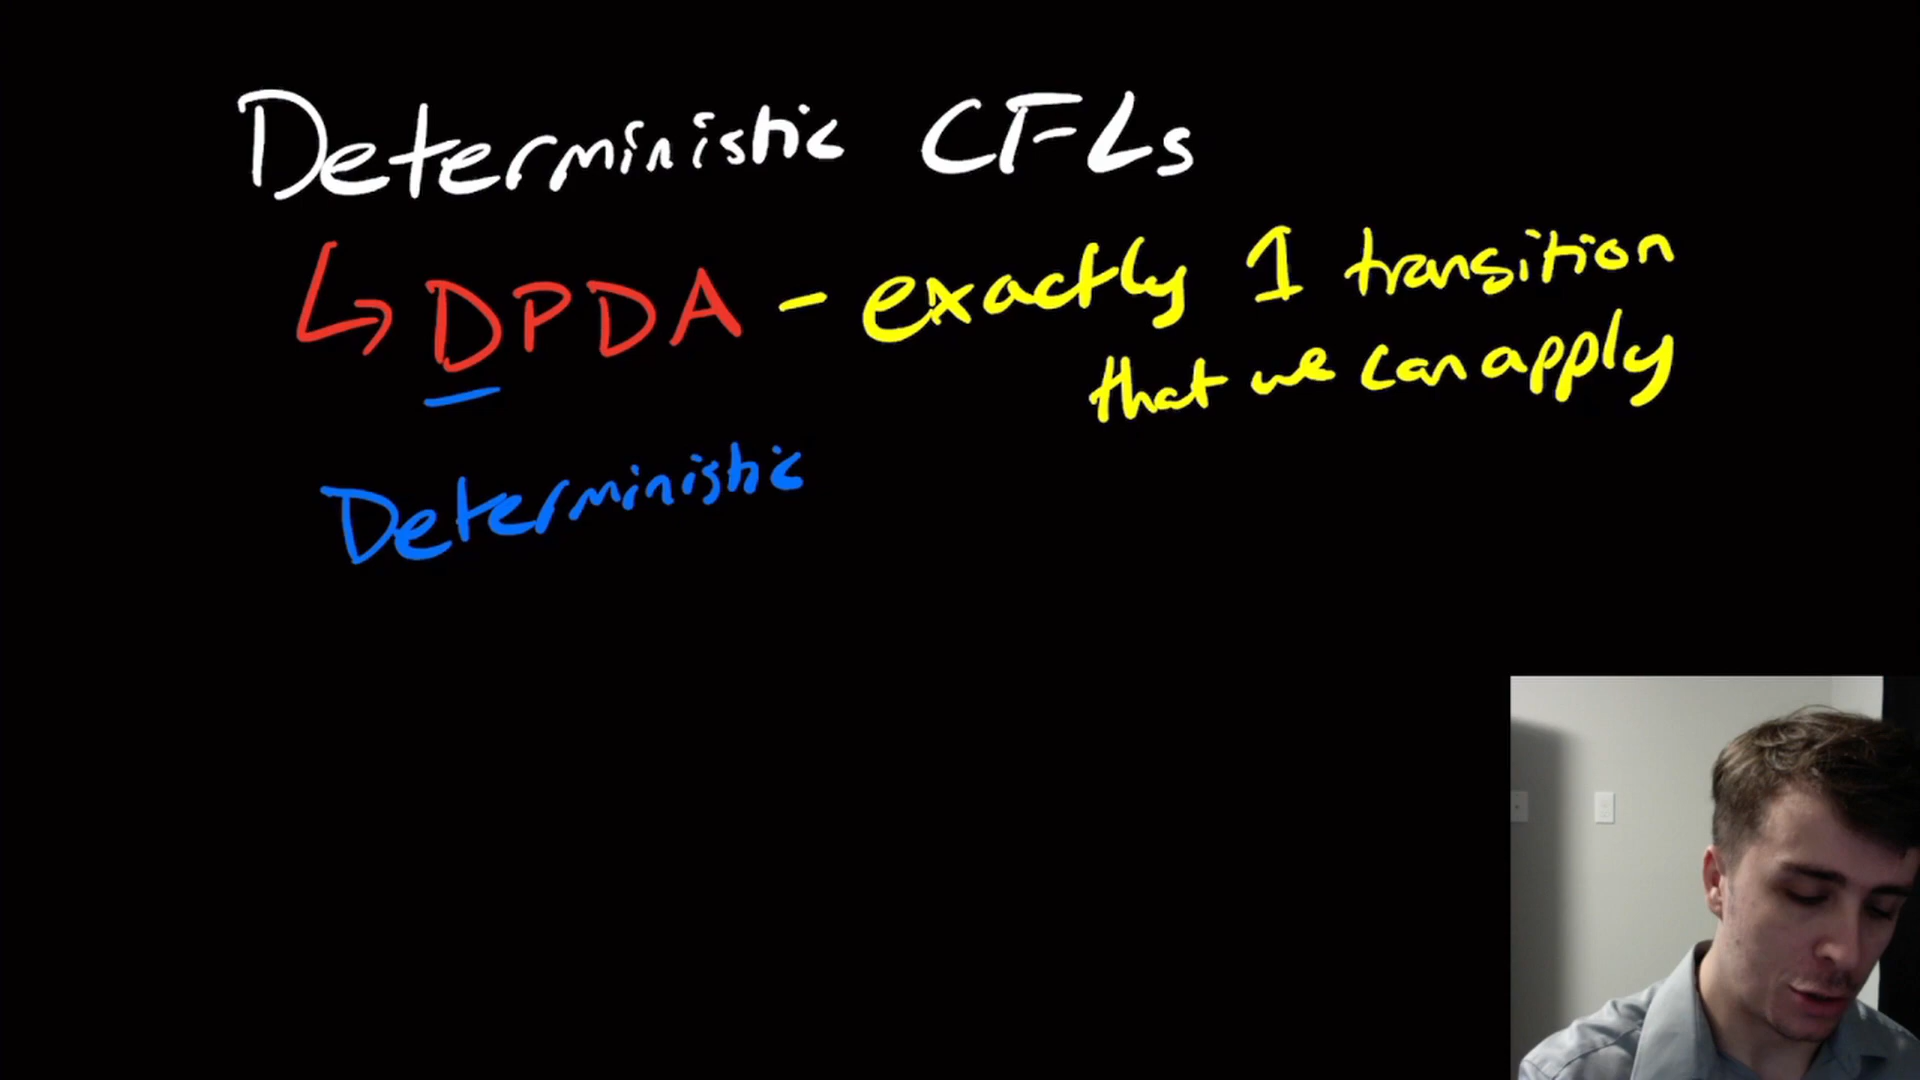 Deterministic CFLs
↳ DPDA - exactly 1 transition
that we can apply
Deterministic